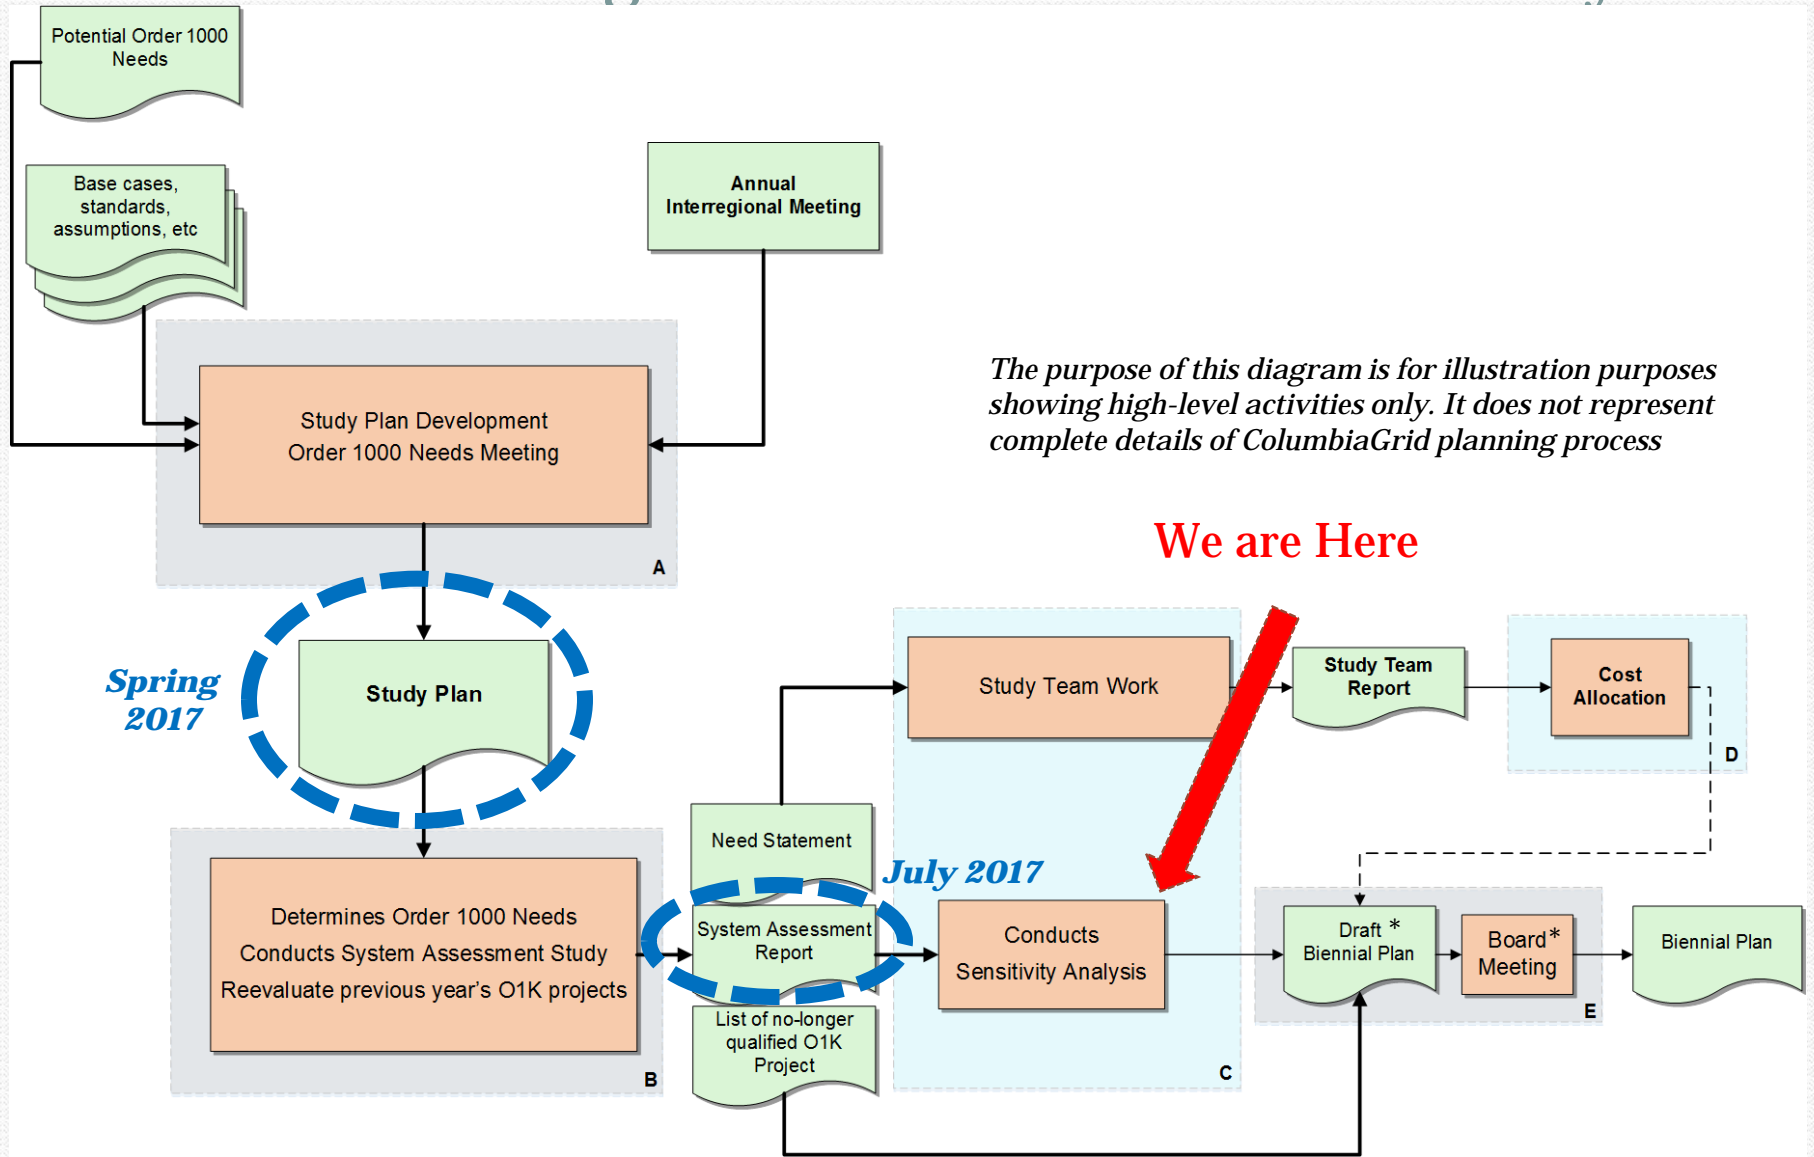 Potential Order 1000
Needs
Base cases,
standards,
assumptions, etc
Annual
Interregional Meeting
Study Plan Development
Order 1000 Needs Meeting
A
The purpose of this diagram is for illustration purposes
showing high-level activities only. It does not represent
complete details of ColumbiaGrid planning process
We are Here
Spring
2017
Study Plan
Study Team Work
Study Team
Report
Cost
Allocation
D
Need Statement
July 2017
Determines Order 1000 Needs
Conducts System Assessment Study
Reevaluate previous year's O1K projects
B
System Assessment
Report
Conducts
Sensitivity Analysis
C
Draft *
Biennial Plan
Board*
Meeting
E
Biennial Plan
List of no-longer
qualified O1K
Project